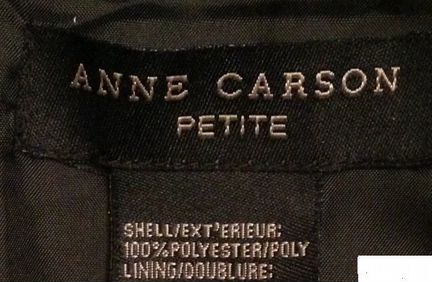 ANNE CARSON
PETITE
SHELL/EXT'ERIEUR:
100%POLYESTER/POLY
LINING/DOUBLURE: